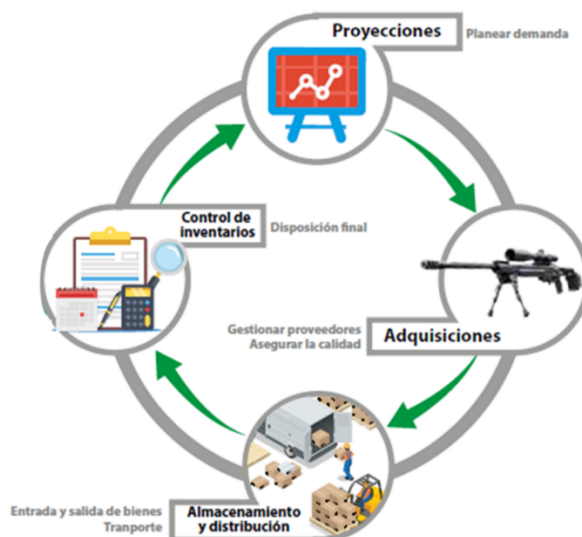 Proyecciones
Planear demanda
Control de
inventarios
Disposición final
Gestionar proveedores
Asegurar la calidad
Adquisiciones
Entrada y salida de bienes
Tranporte
Almacenamiento
y distribución